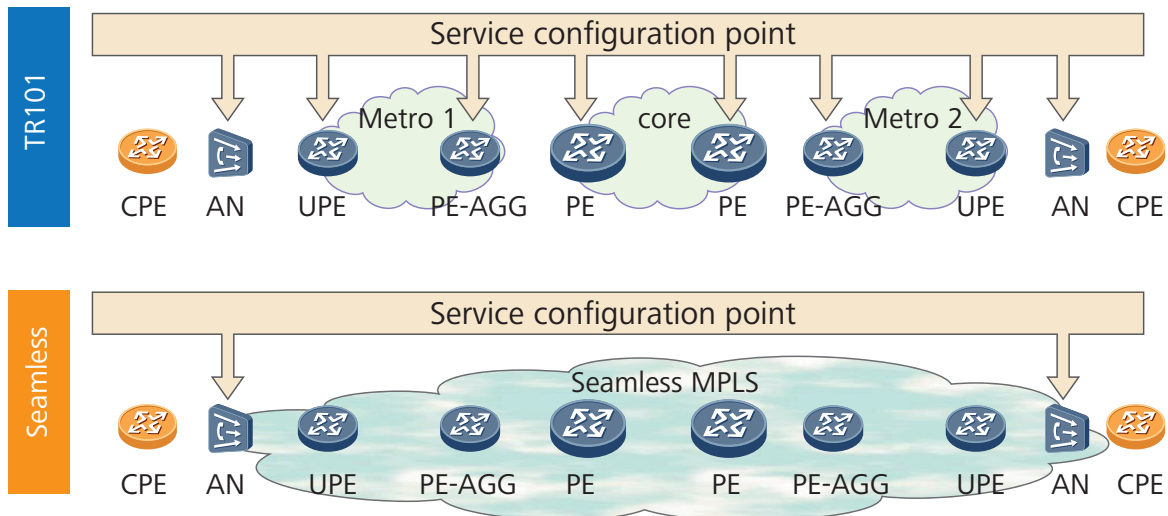 TR101
Service configuration point
Metro 1 core Metro 2
CPE AN UPE PE-AGG PE PE PE-AGG UPE AN CPE
Seamless
Service configuration point
Seamless MPLS
CPE AN UPE PE-AGG PE PE PE-AGG UPE AN CPE